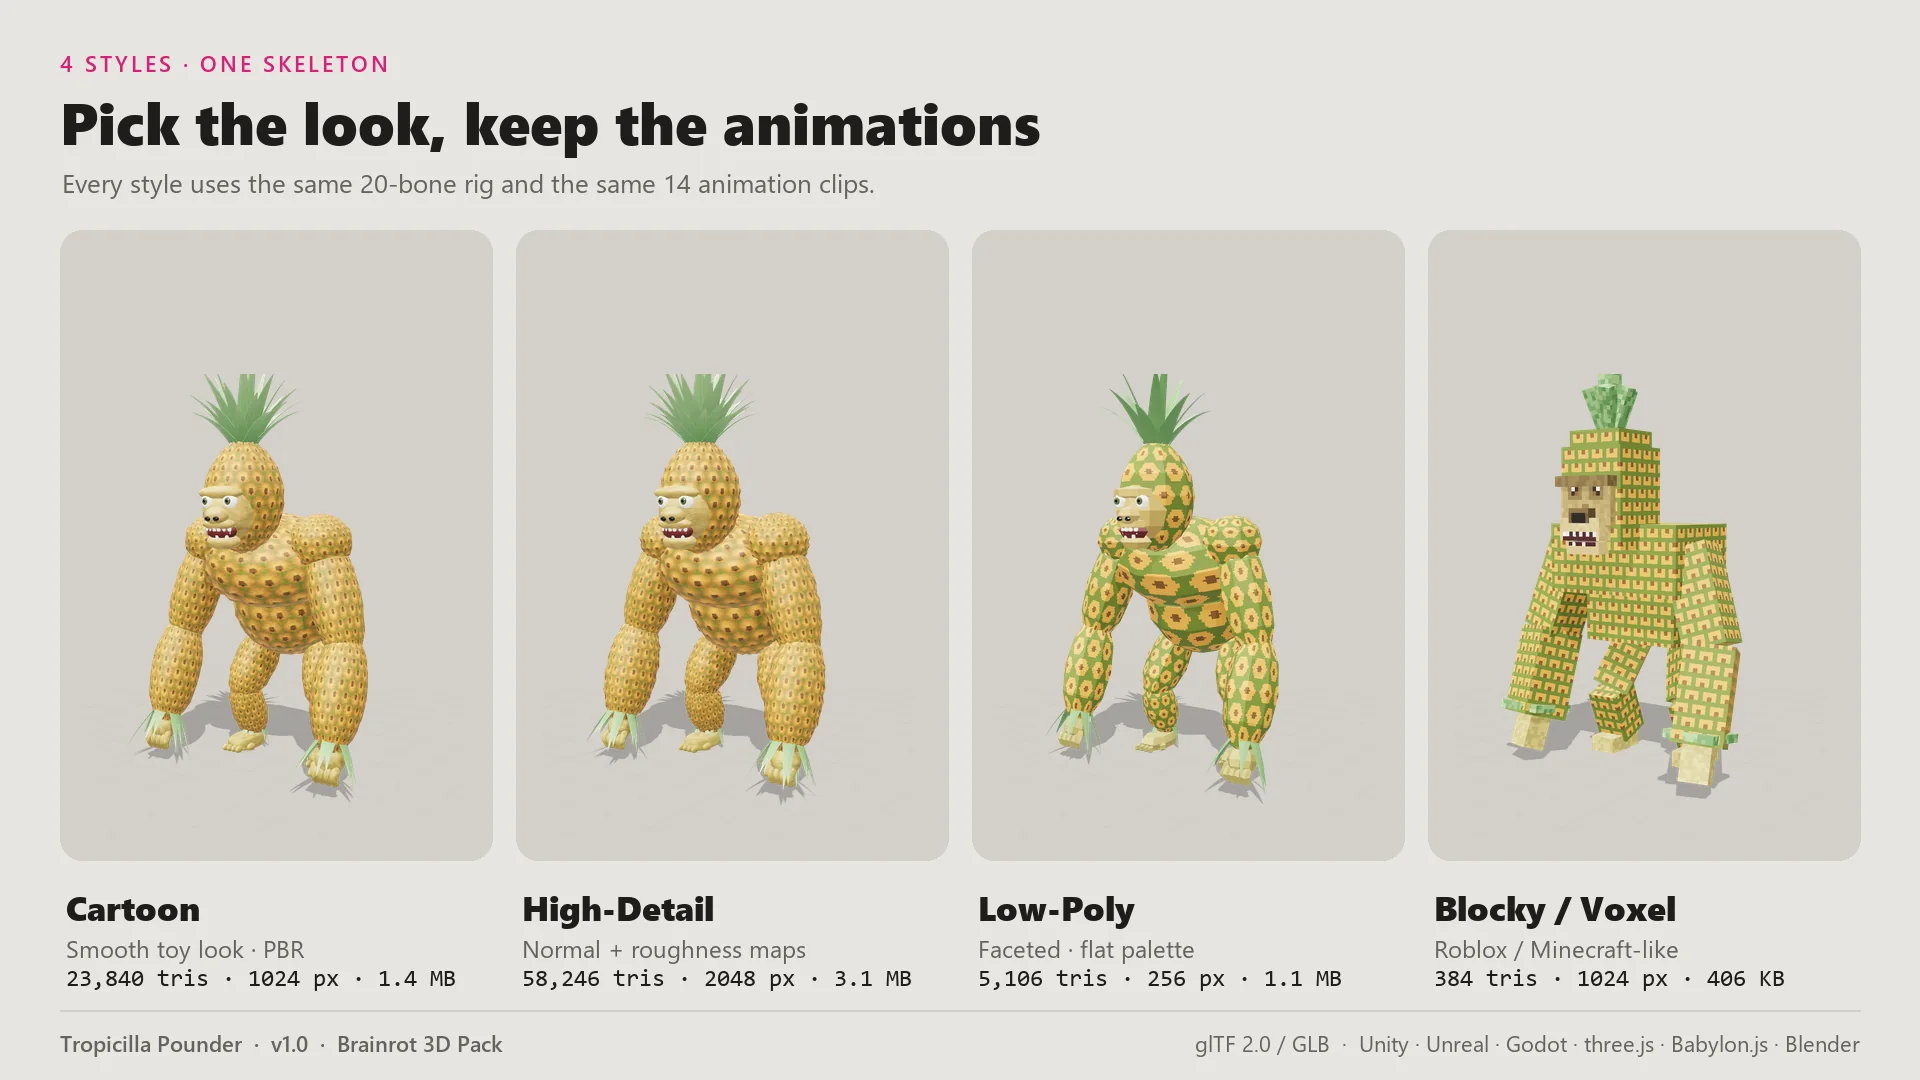 4 STYLES · ONE SKELETON
Pick the look, keep the animations
Every style uses the same 20-bone rig and the same 14 animation clips.
Cartoon
Smooth toy look · PBR
23,840 tris · 1024 px · 1.4 MB
High-Detail
Normal + roughness maps
58,246 tris · 2048 px · 3.1 MB
Low-Poly
Faceted · flat palette
5,106 tris · 256 px · 1.1 MB
Blocky / Voxel
Roblox / Minecraft-like
384 tris · 1024 px · 406 KB
Tropicilla Pounder · v1.0 · Brainrot 3D Pack
glTF 2.0 / GLB · Unity · Unreal · Godot · three.js · Babylon.js · Blender